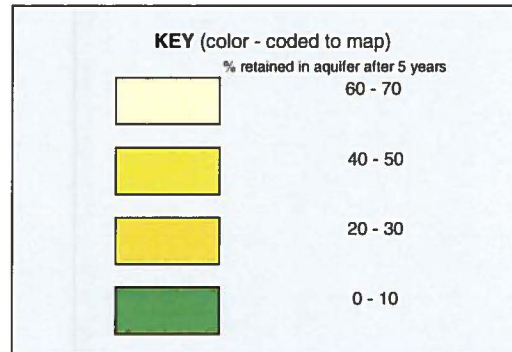 KEY (color - coded to map)
% retained in aquifer after 5 years
60 - 70
40 - 50
20 - 30
0 - 10